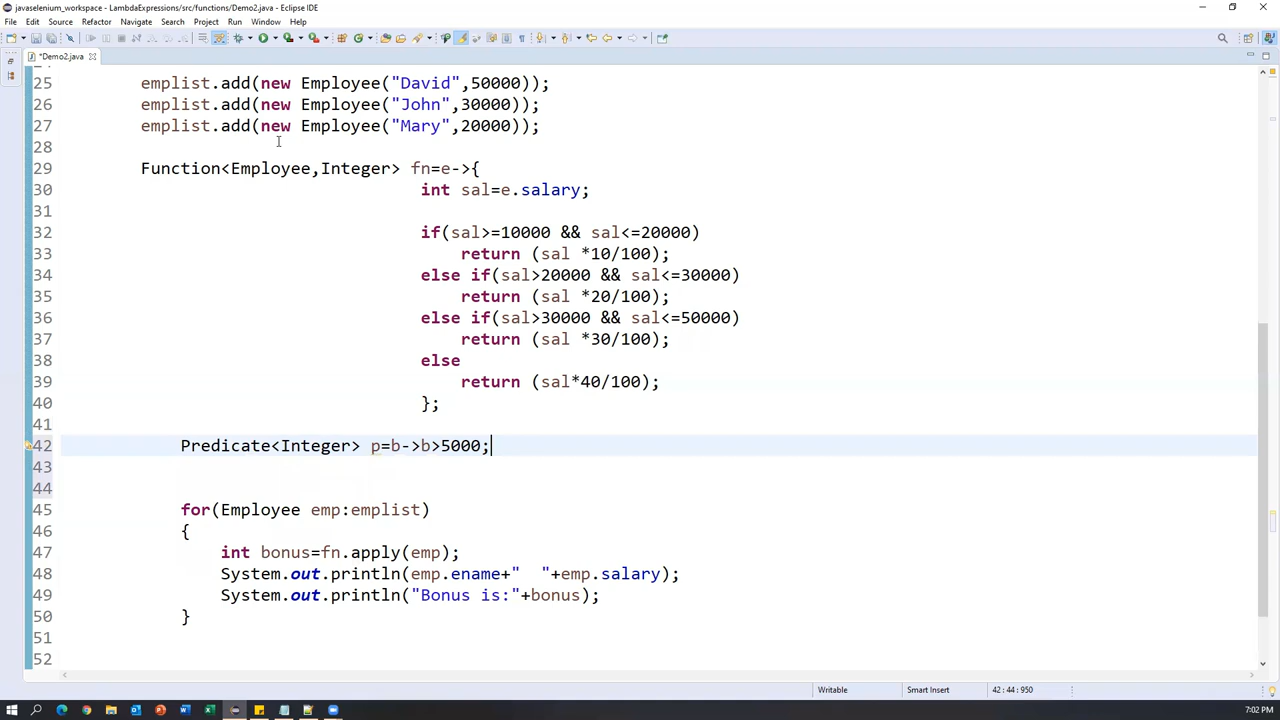 javaselenium_workspace - LambdaExpressions/src/functions/Demo2.java - Eclipse IDE
File Edit Source Refactor Navigate Search Project Run Window Help
*Demo2.java
25 emplist.add(new Employee("David",50000));
26 emplist.add(new Employee("John",30000));
27 emplist.add(new Employee("Mary",20000));
28
29 Function<Employee,Integer> fn=e->{
30 int sal=e.salary;
31
32 if(sal>=10000 && sal<=20000)
33 return (sal *10/100);
34 else if(sal>20000 && sal<=30000)
35 return (sal *20/100);
36 else if(sal>30000 && sal<=50000)
37 return (sal *30/100);
38 else
39 return (sal*40/100);
40 };
41
42 Predicate<Integer> p=b->b>5000;
43
44
45 for(Employee emp:emplist)
46 {
47 int bonus=fn.apply(emp);
48 System.out.println(emp.ename+"  "+emp.salary);
49 System.out.println("Bonus is:"+bonus);
50 }
51
52
Writable Smart Insert 42 : 44 : 950
7:02 PM